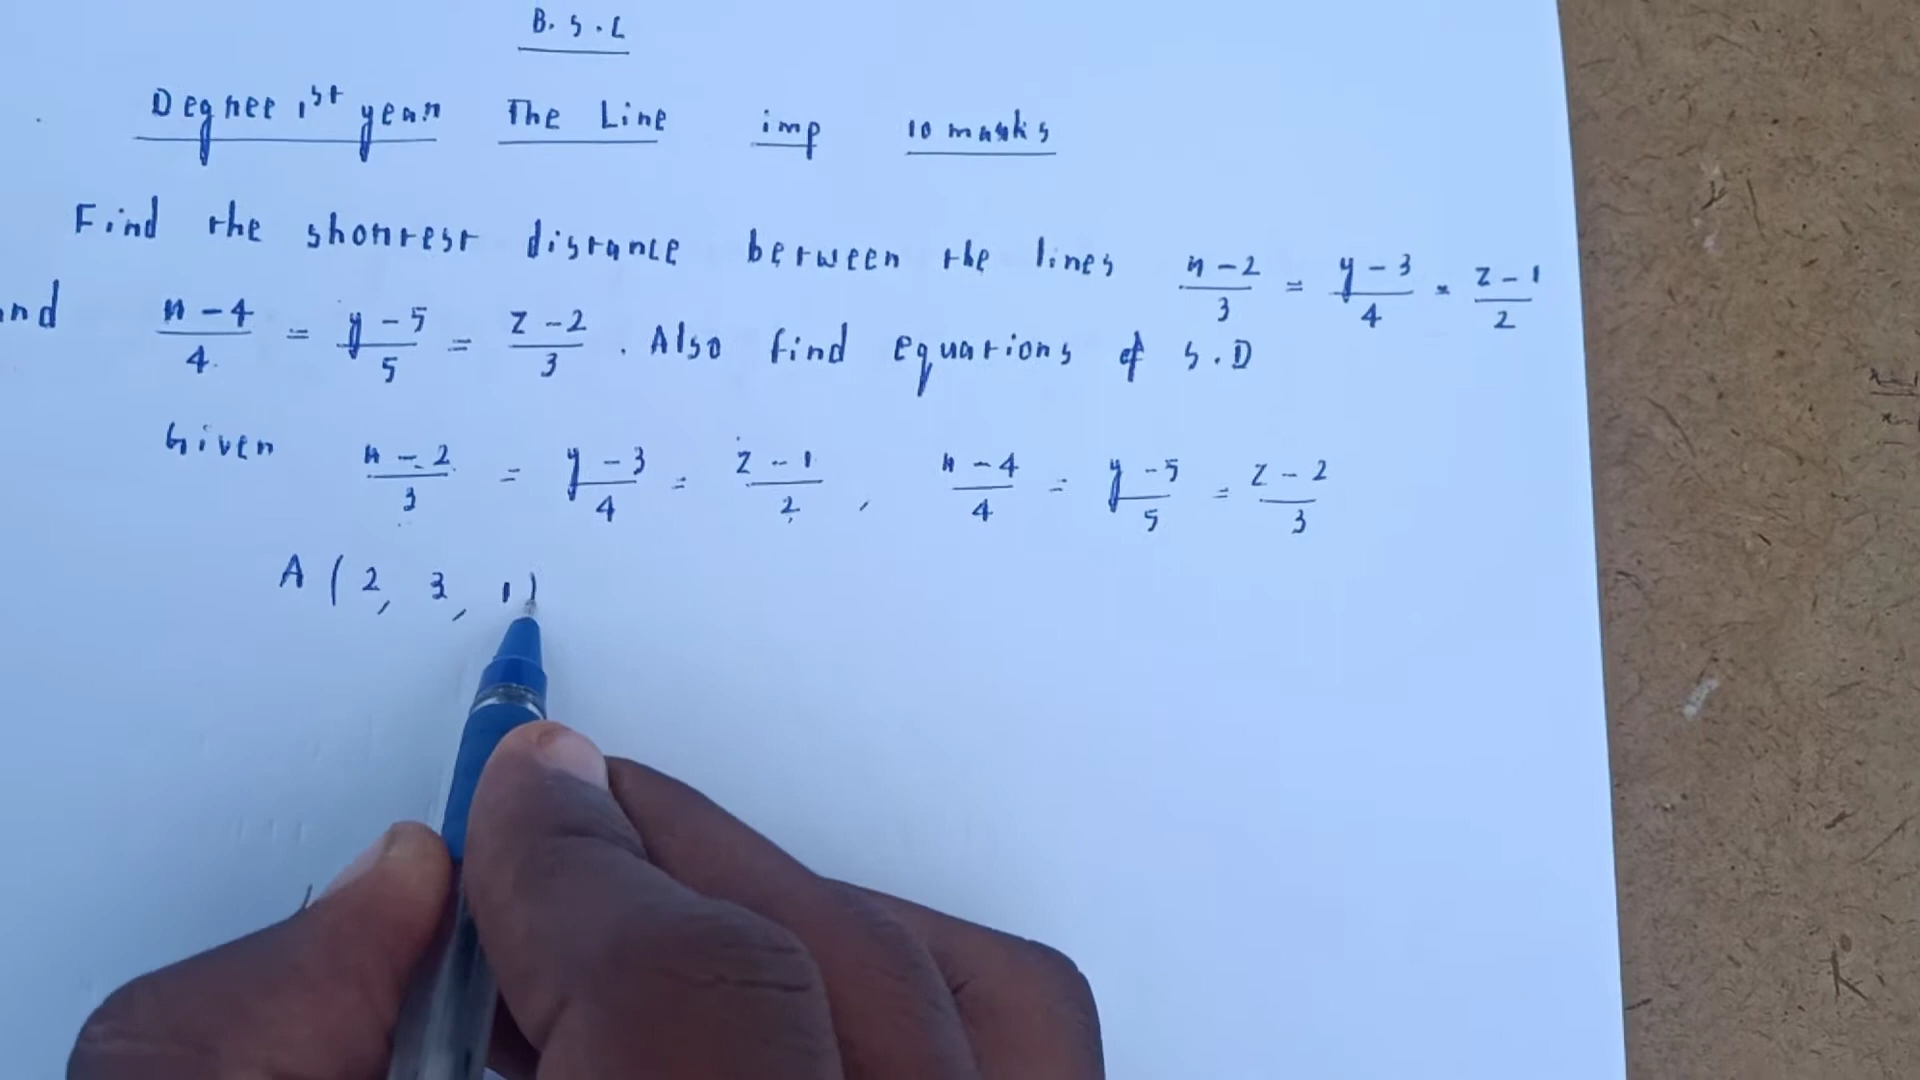 B.S.C
Degree 1st year The Line imp 10 marks
Find the shortest distance between the lines x-2/3 = y-3/4 = z-1/2
and x-4/4 = y-5/5 = z-2/3 . Also find equations of S.D
Given x-2/3 = y-3/4 = z-1/2 , x-4/4 = y-5/5 = z-2/3
A (2, 3, 1)